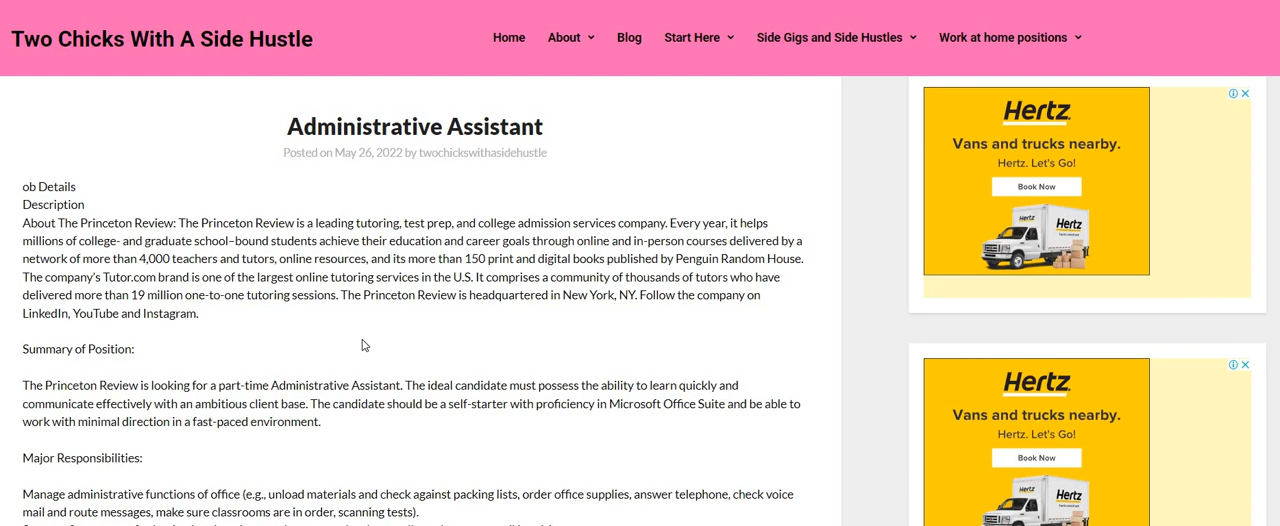 Two Chicks With A Side Hustle
Home About Blog Start Here Side Gigs and Side Hustles Work at home positions
Administrative Assistant
Posted on May 26, 2022 by twochickswithasidehustle
ob Details
Description
About The Princeton Review: The Princeton Review is a leading tutoring, test prep, and college admission services company. Every year, it helps
millions of college- and graduate school–bound students achieve their education and career goals through online and in-person courses delivered by a
network of more than 4,000 teachers and tutors, online resources, and its more than 150 print and digital books published by Penguin Random House.
The company's Tutor.com brand is one of the largest online tutoring services in the U.S. It comprises a community of thousands of tutors who have
delivered more than 19 million one-to-one tutoring sessions. The Princeton Review is headquartered in New York, NY. Follow the company on
LinkedIn, YouTube and Instagram.
Summary of Position:
The Princeton Review is looking for a part-time Administrative Assistant. The ideal candidate must possess the ability to learn quickly and
communicate effectively with an ambitious client base. The candidate should be a self-starter with proficiency in Microsoft Office Suite and be able to
work with minimal direction in a fast-paced environment.
Major Responsibilities:
Manage administrative functions of office (e.g., unload materials and check against packing lists, order office supplies, answer telephone, check voice
mail and route messages, make sure classrooms are in order, scanning tests).
Hertz.
Vans and trucks nearby.
Hertz. Let's Go!
Book Now
Hertz
Hertz.
Vans and trucks nearby.
Hertz. Let's Go!
Book Now
Hertz